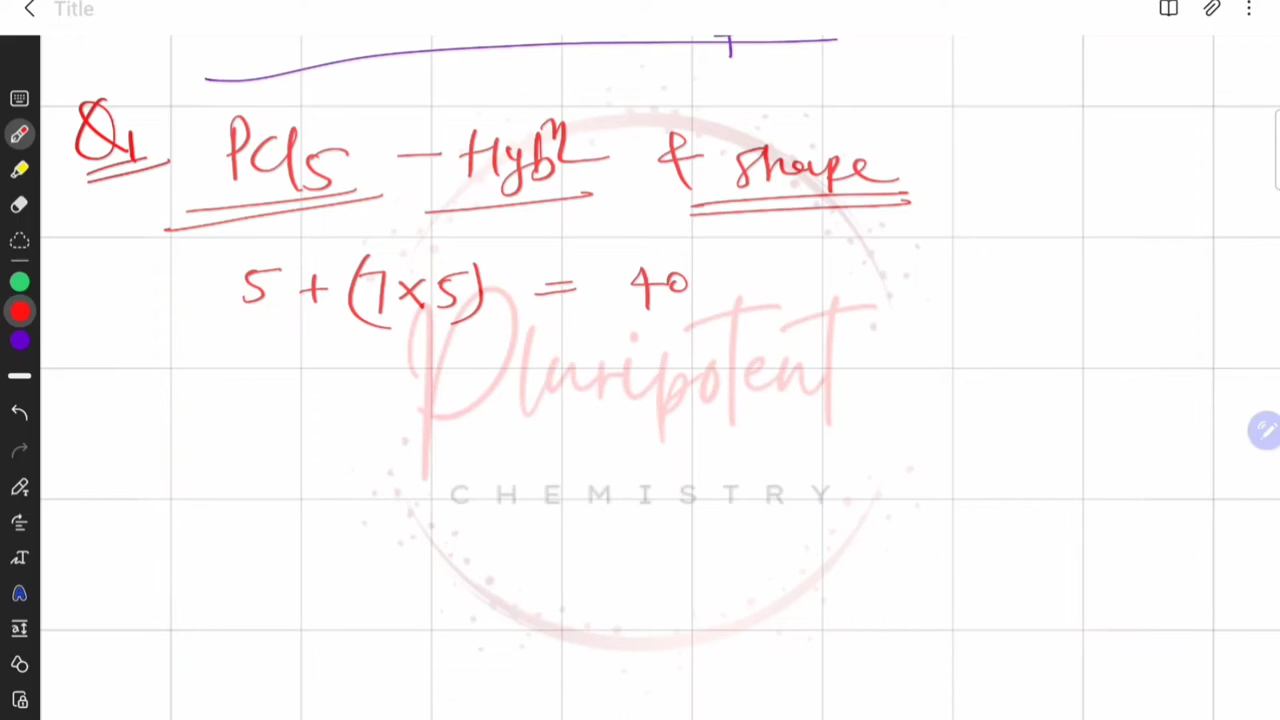 Title
Q1 PCl5 - Hybn & shape
5 + (7×5) = 40
Pluripotent
CHEMISTRY